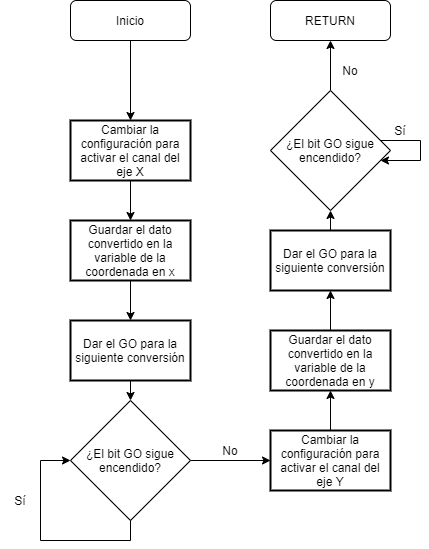 Inicio
Cambiar la
configuración para
activar el canal del
eje X
Guardar el dato
convertido en la
variable de la
coordenada en x
Dar el GO para la
siguiente conversión
¿El bit GO sigue
encendido?
Sí
No
Cambiar la
configuración para
activar el canal del
eje Y
Guardar el dato
convertido en la
variable de la
coordenada en y
Dar el GO para la
siguiente conversión
¿El bit GO sigue
encendido?
Sí
No
RETURN